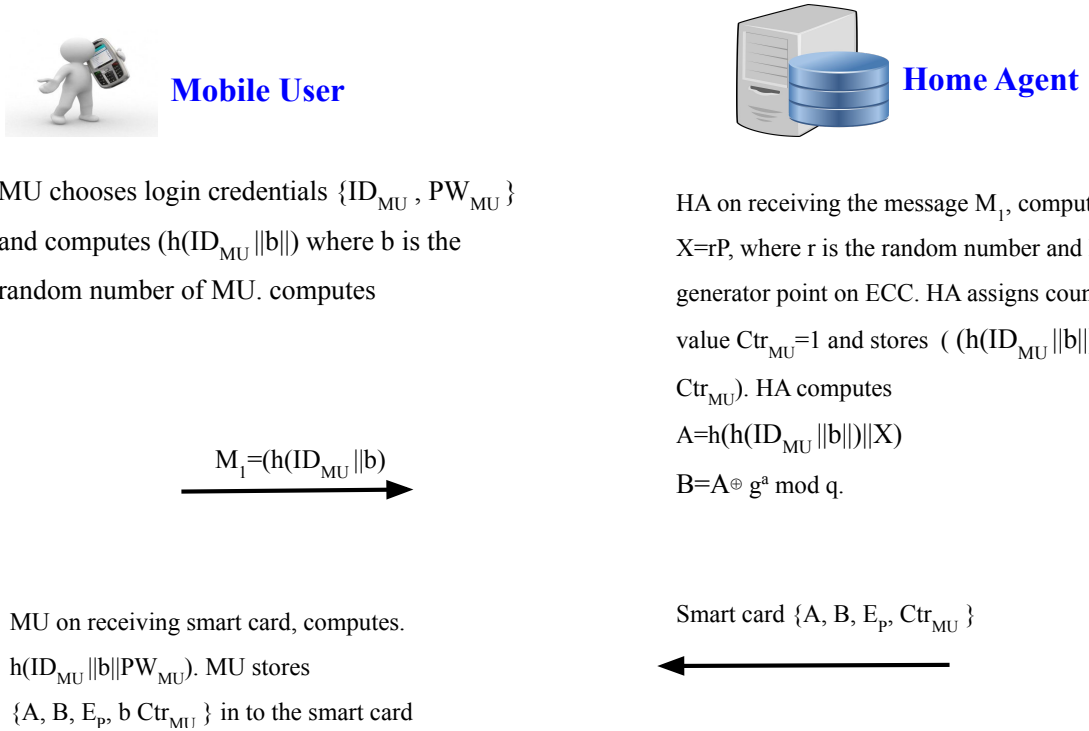 Mobile User
Home Agent
MU chooses login credentials {ID_MU , PW_MU }
and computes (h(ID_MU ||b||) where b is the
random number of MU. computes
M_1=(h(ID_MU ||b)
HA on receiving the message M_1, comput
X=rP, where r is the random number and
generator point on ECC. HA assigns coun
value Ctr_MU=1 and stores ( (h(ID_MU ||b||
Ctr_MU). HA computes
A=h(h(ID_MU ||b||)||X)
B=A⊕ g^a mod q.
Smart card {A, B, E_P, Ctr_MU }
MU on receiving smart card, computes.
h(ID_MU ||b||PW_MU). MU stores
{A, B, E_P, b Ctr_MU } in to the smart card